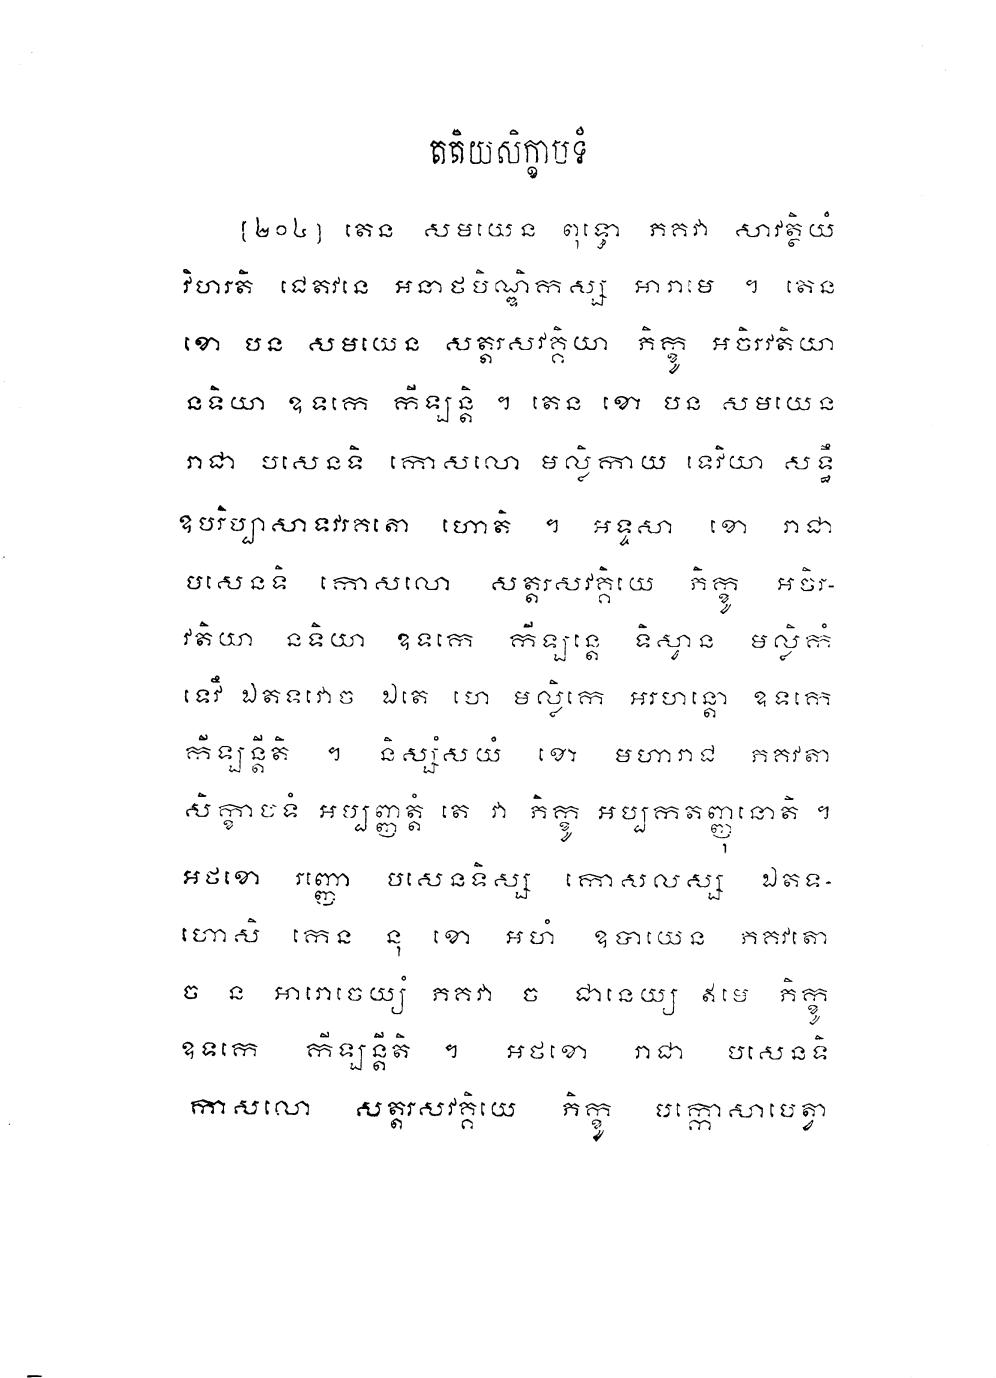 តតិយសិក្ខាបទំ
[២០៤] តេន សមយេន ពុទ្ធោ ភគវា សាវត្ថិយំ
វិហរតិ ជេតវនេ អនាថបិណ្ឌិកស្ស អារាមេ ៗ តេន
ខោ បន សមយេន សត្តរសវគ្គិយា ភិក្ខូ អចិរវតិយា
នទិយា ឧទកេ កីឡន្តិ ៗ តេន ខោ បន សមយេន
រាជា បសេនទិ កោសលោ មល្លិកាយ ទេវិយា សទ្ធឹ
ឧបរិប្បាសាទវរគតោ ហោតិ ៗ អទ្ទសា ខោ រាជា
បសេនទិ កោសលោ សត្តរសវគ្គិយេ ភិក្ខូ អចិរ-
វតិយា នទិយា ឧទកេ កីឡន្តេ ទិស្វាន មល្លិកំ
ទេវឹ ឯតទវោច ឯតេ ហេ មល្លិកេ អរហន្តោ ឧទកេ
កីឡន្តីតិ ៗ និស្សំសយំ ខោ មហារាជ ភគវតា
សិក្ខាបទំ អប្បញ្ញត្តំ តេ វា ភិក្ខូ អប្បកតញ្ញុនោតិ ៗ
អថខោ រញ្ញោ បសេនទិស្ស កោសលស្ស ឯតទ-
ហោសិ កេន នុ ខោ អហំ ឧបាយេន ភគវតោ
ច ន អារោចេយ្យំ ភគវា ច ជានេយ្យ ឥមេ ភិក្ខូ
ឧទកេ កីឡន្តីតិ ៗ អថខោ រាជា បសេនទិ
កោសលោ សត្តរសវគ្គិយេ ភិក្ខូ បក្កោសាបេត្វា